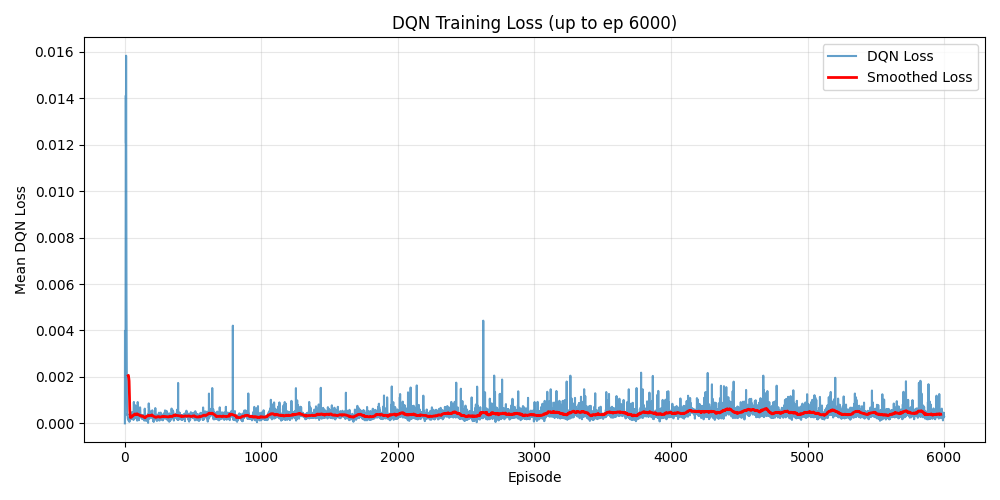 DQN Training Loss (up to ep 6000)
DQN Loss
Smoothed Loss
Mean DQN Loss
0.016
0.014
0.012
0.010
0.008
0.006
0.004
0.002
0.000
0 1000 2000 3000 4000 5000 6000
Episode